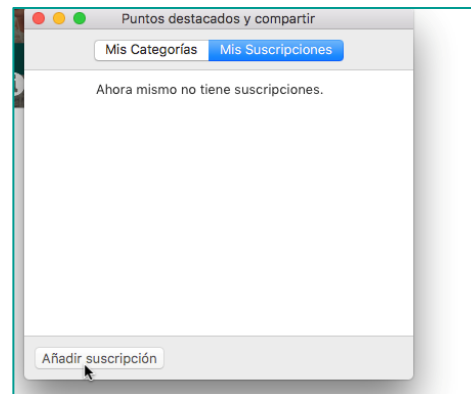 Puntos destacados y compartir
Mis Categorías Mis Suscripciones
Ahora mismo no tiene suscripciones.
Añadir suscripción